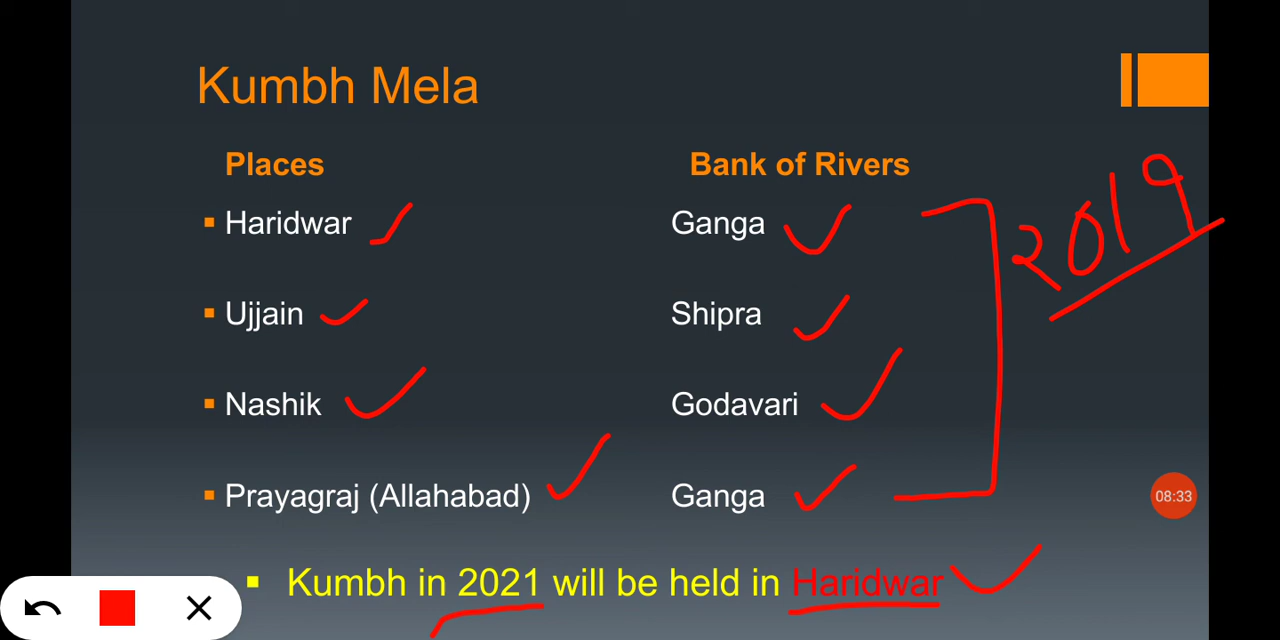 Kumbh Mela
Places Bank of Rivers
Haridwar Ganga
2019
Ujjain Shipra
Nashik Godavari
Prayagraj (Allahabad) Ganga
08:33
Kumbh in 2021 will be held in Haridwar